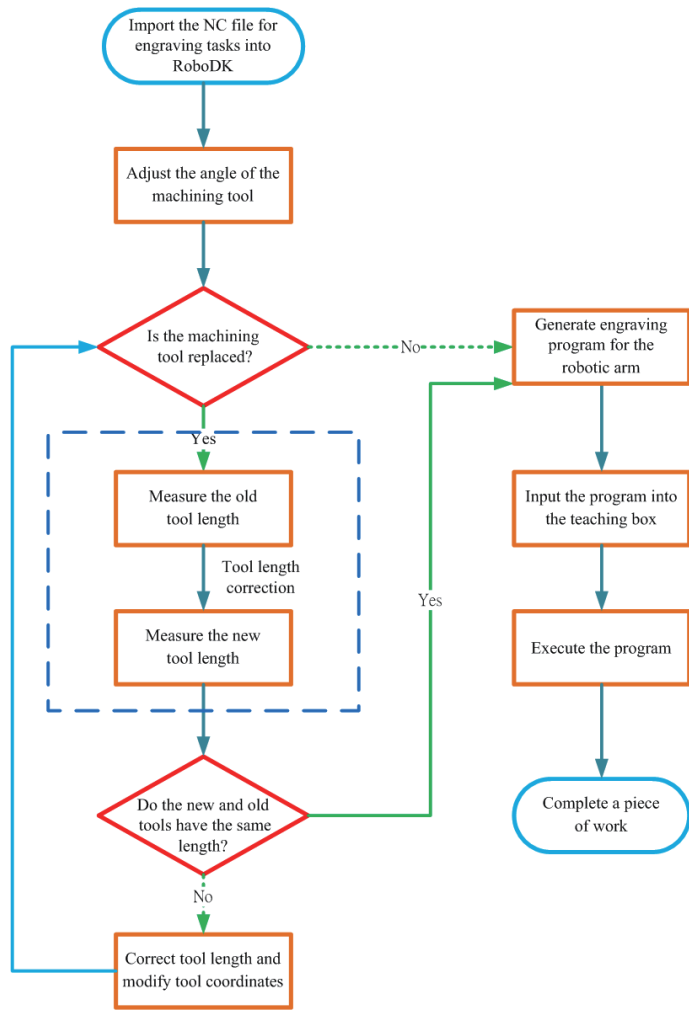 Import the NC file for
engraving tasks into
RoboDK
Adjust the angle of the
machining tool
Is the machining
tool replaced?
No
Generate engraving
program for the
robotic arm
Yes
Measure the old
tool length
Input the program into
the teaching box
Tool length
correction
Yes
Measure the new
tool length
Execute the program
Do the new and old
tools have the same
length?
Complete a piece
of work
No
Correct tool length and
modify tool coordinates